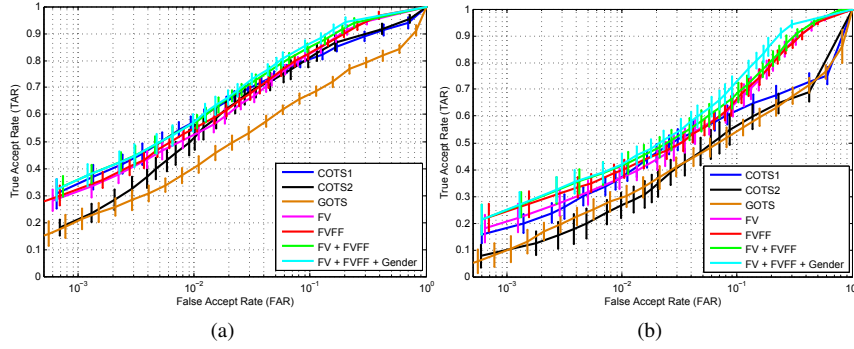 1
0.9
0.8
0.7
0.6
0.5
0.4
0.3
0.2
0.1
0
True Accept Rate (TAR)
10⁻³
10⁻²
10⁻¹
10⁰
False Accept Rate (FAR)
COTS1
COTS2
GOTS
FV
FVFF
FV + FVFF
FV + FVFF + Gender
(a)
1
0.9
0.8
0.7
0.6
0.5
0.4
0.3
0.2
0.1
0
True Accept Rate (TAR)
10⁻³
10⁻²
10⁻¹
10⁰
False Accept Rate (FAR)
COTS1
COTS2
GOTS
FV
FVFF
FV + FVFF
FV + FVFF + Gender
(b)